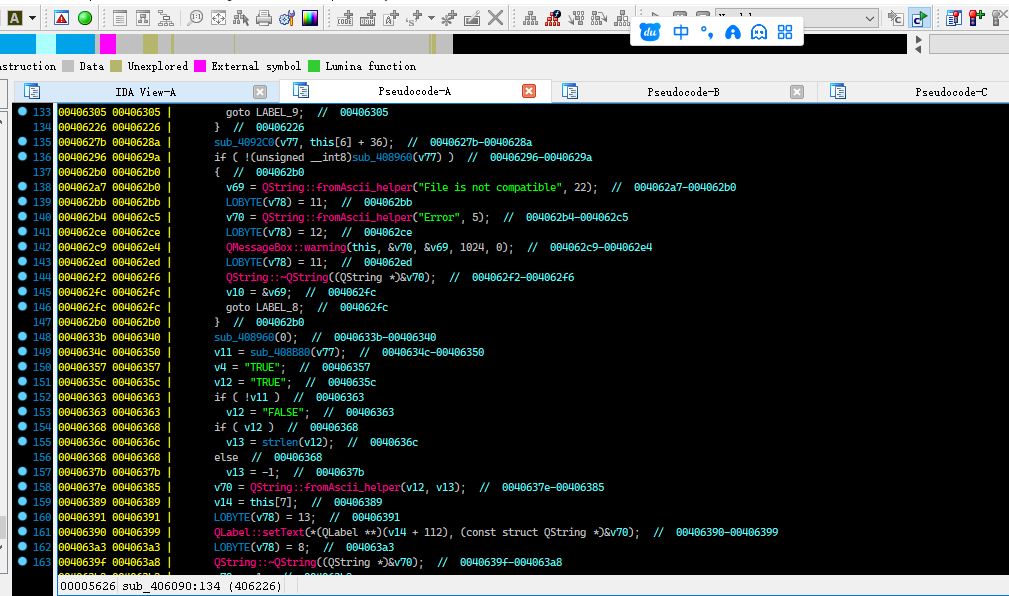 A
du 中
nstruction Data Unexplored External symbol Lumina function
IDA View-A Pseudocode-A Pseudocode-B Pseudocode-C
133 00406305 00406305 | goto LABEL_9; // 00406305
134 00406226 00406226 | } // 00406226
135 0040627b 0040628a | sub_4092C0(v77, this[6] + 36); // 0040627b-0040628a
136 00406296 0040629a | if ( !(unsigned __int8)sub_408960(v77) ) // 00406296-0040629a
137 004062b0 004062b0 | { // 004062b0
138 004062a7 004062b0 | v69 = QString::fromAscii_helper("File is not compatible", 22); // 004062a7-004062b0
139 004062bb 004062bb | LOBYTE(v78) = 11; // 004062bb
140 004062b4 004062c5 | v70 = QString::fromAscii_helper("Error", 5); // 004062b4-004062c5
141 004062ce 004062ce | LOBYTE(v78) = 12; // 004062ce
142 004062c9 004062e4 | QMessageBox::warning(this, &v70, &v69, 1024, 0); // 004062c9-004062e4
143 004062ed 004062ed | LOBYTE(v78) = 11; // 004062ed
144 004062f2 004062f6 | QString::~QString((QString *)&v70); // 004062f2-004062f6
145 004062fc 004062fc | v10 = &v69; // 004062fc
146 004062fc 004062fc | goto LABEL_8; // 004062fc
147 004062b0 004062b0 | } // 004062b0
148 0040633b 00406340 | sub_408960(0); // 0040633b-00406340
149 0040634c 00406350 | v11 = sub_408B80(v77); // 0040634c-00406350
150 00406357 00406357 | v4 = "TRUE"; // 00406357
151 0040635c 0040635c | v12 = "TRUE"; // 0040635c
152 00406363 00406363 | if ( !v11 ) // 00406363
153 00406363 00406363 | v12 = "FALSE"; // 00406363
154 00406368 00406368 | if ( v12 ) // 00406368
155 0040636c 0040636c | v13 = strlen(v12); // 0040636c
156 00406368 00406368 | else // 00406368
157 0040637b 0040637b | v13 = -1; // 0040637b
158 0040637e 00406385 | v70 = QString::fromAscii_helper(v12, v13); // 0040637e-00406385
159 00406389 00406389 | v14 = this[7]; // 00406389
160 00406391 00406391 | LOBYTE(v78) = 13; // 00406391
161 00406390 00406399 | QLabel::setText(*(QLabel **)(v14 + 112), (const struct QString *)&v70); // 00406390-00406399
162 004063a3 004063a3 | LOBYTE(v78) = 8; // 004063a3
163 0040639f 004063a8 | QString::~QString((QString *)&v70); // 0040639f-004063a8
00005626 sub_406090:134 (406226)